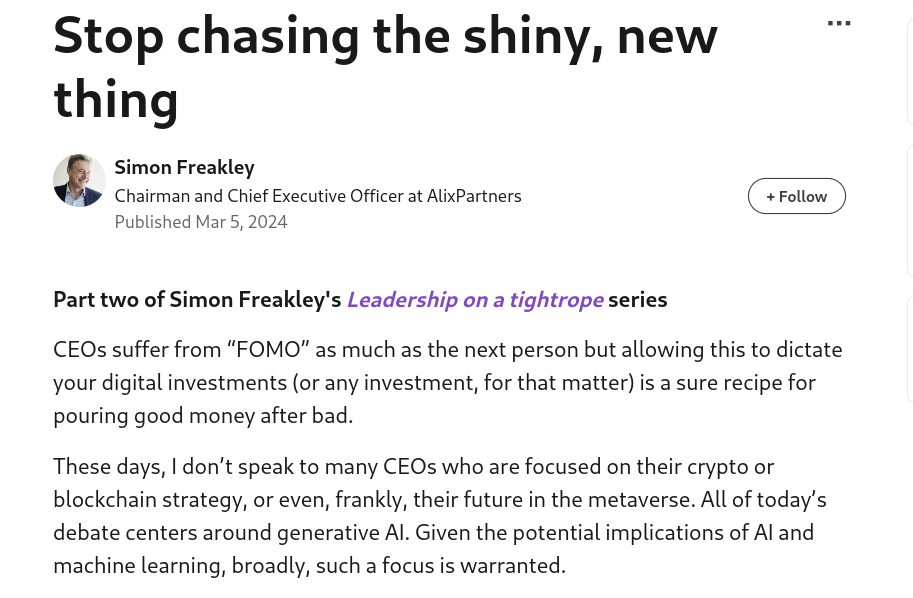 Stop chasing the shiny, new
thing
Simon Freakley
Chairman and Chief Executive Officer at AlixPartners
Published Mar 5, 2024
+ Follow
Part two of Simon Freakley's Leadership on a tightrope series
CEOs suffer from “FOMO” as much as the next person but allowing this to dictate
your digital investments (or any investment, for that matter) is a sure recipe for
pouring good money after bad.
These days, I don’t speak to many CEOs who are focused on their crypto or
blockchain strategy, or even, frankly, their future in the metaverse. All of today’s
debate centers around generative AI. Given the potential implications of AI and
machine learning, broadly, such a focus is warranted.